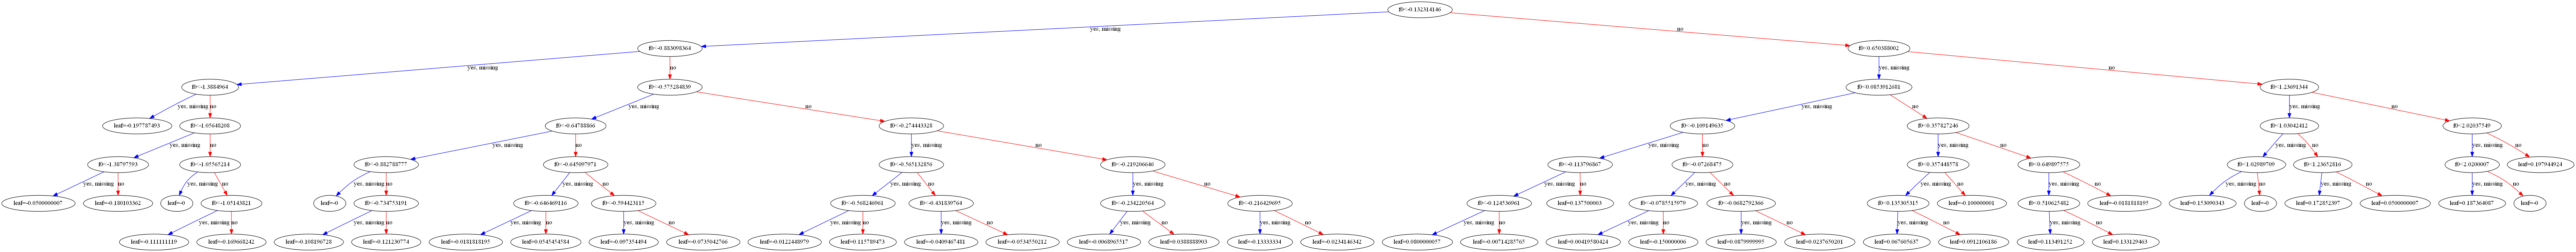 f0<-0.132314146
yes, missing
no
f0<-0.883098364
f0<0.650388002
yes, missing
no
yes, missing
no
f0<-1.3884964
f0<-0.575284839
f0<0.0853912681
f0<1.23691344
yes, missing
no
yes, missing
no
yes, missing
no
yes, missing
no
leaf=-0.197787493
f0<-1.05648208
f0<-0.64788866
f0<-0.274443328
f0<-0.109149635
f0<0.357827246
f0<1.03042412
f0<2.02037549
yes, missing
no
yes, missing
no
yes, missing
no
yes, missing
no
yes, missing
no
yes, missing
no
yes, missing
no
f0<-1.38797593
f0<-1.05565214
f0<-0.882788777
f0<-0.645097971
f0<-0.565132856
f0<-0.219206646
f0<-0.113796867
f0<-0.07268475
f0<0.357448578
f0<0.649897575
f0<1.02989709
f0<1.23652816
f0<2.0200007
leaf=0.197944924
yes, missing
no
yes, missing
no
yes, missing
no
yes, missing
no
yes, missing
no
yes, missing
no
yes, missing
no
yes, missing
no
yes, missing
no
yes, missing
no
yes, missing
no
yes, missing
no
yes, missing
no
leaf=-0.0500000007
leaf=-0.180103362
leaf=-0
f0<-1.05143821
leaf=-0
f0<-0.734753191
f0<-0.646469116
f0<-0.594423115
f0<-0.568246961
f0<-0.431839764
f0<-0.234220564
f0<-0.216429695
f0<-0.124536961
leaf=0.137500003
f0<-0.0785515979
f0<-0.0682792366
f0<0.135305315
leaf=-0.100000001
f0<0.510625482
leaf=-0.0181818195
leaf=0.153090343
leaf=-0
leaf=0.172852397
leaf=0.0500000007
leaf=0.187364087
leaf=-0
yes, missing
no
yes, missing
no
yes, missing
no
yes, missing
no
yes, missing
no
yes, missing
no
yes, missing
no
yes, missing
no
yes, missing
no
yes, missing
no
yes, missing
no
yes, missing
no
yes, missing
no
leaf=-0.111111119
leaf=-0.169668242
leaf=-0.108196728
leaf=-0.121230774
leaf=-0.0181818195
leaf=0.0545454584
leaf=-0.097354494
leaf=-0.0735042766
leaf=-0.0122448979
leaf=0.115789473
leaf=-0.0409467481
leaf=-0.0534550212
leaf=-0.0068965517
leaf=0.0388888903
leaf=-0.13333334
leaf=-0.0234146342
leaf=0.0800000057
leaf=-0.00714285765
leaf=0.00419580424
leaf=-0.150000006
leaf=0.0879999995
leaf=0.0237650201
leaf=0.067605637
leaf=0.0912106186
leaf=0.113491252
leaf=0.133129463